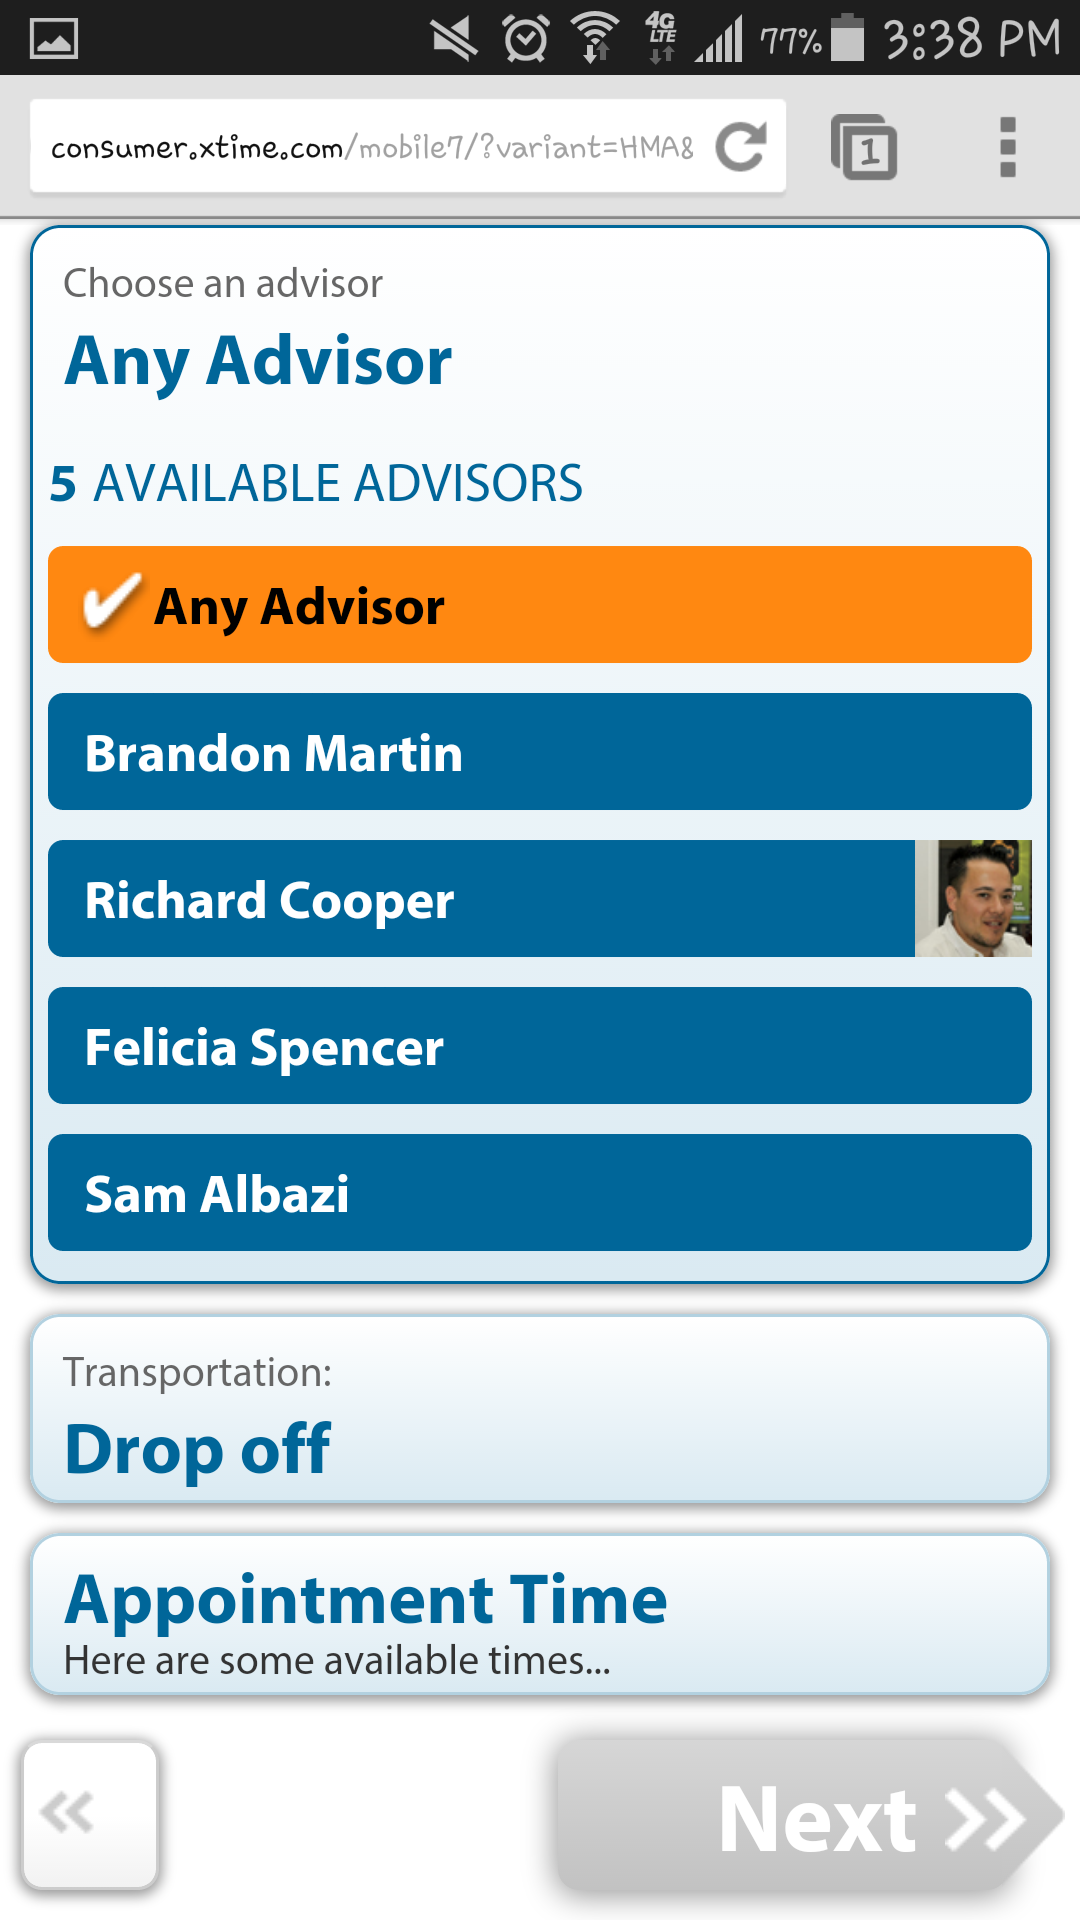 4G
LTE
77%
3:38 PM
consumer.xtime.com/mobile7/?variant=HMA&
1
Choose an advisor
Any Advisor
5 AVAILABLE ADVISORS
Any Advisor
Brandon Martin
Richard Cooper
Felicia Spencer
Sam Albazi
Transportation:
Drop off
Appointment Time
Here are some available times...
Next